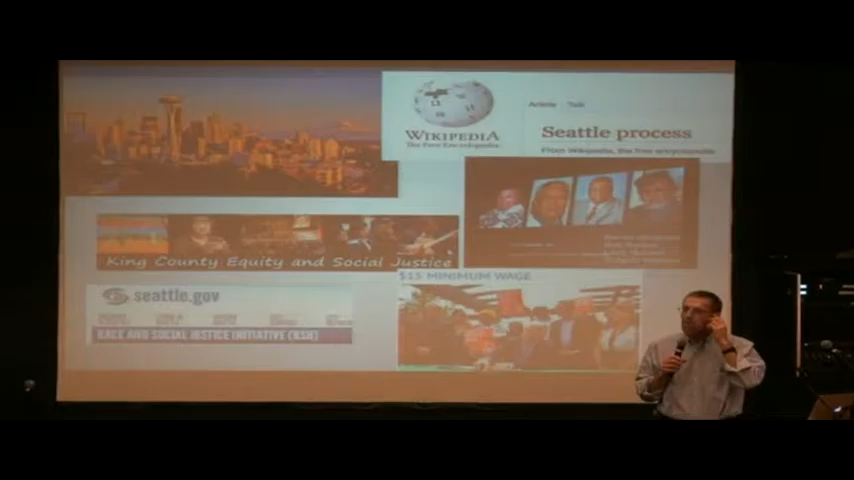 WIKIPEDIA
The Free Encyclopedia
Article Talk
Seattle process
From Wikipedia, the free encyclopedia
King County Equity and Social Justice
$15 MINIMUM WAGE
seattle.gov
RACE AND SOCIAL JUSTICE INITIATIVE (RSJI)